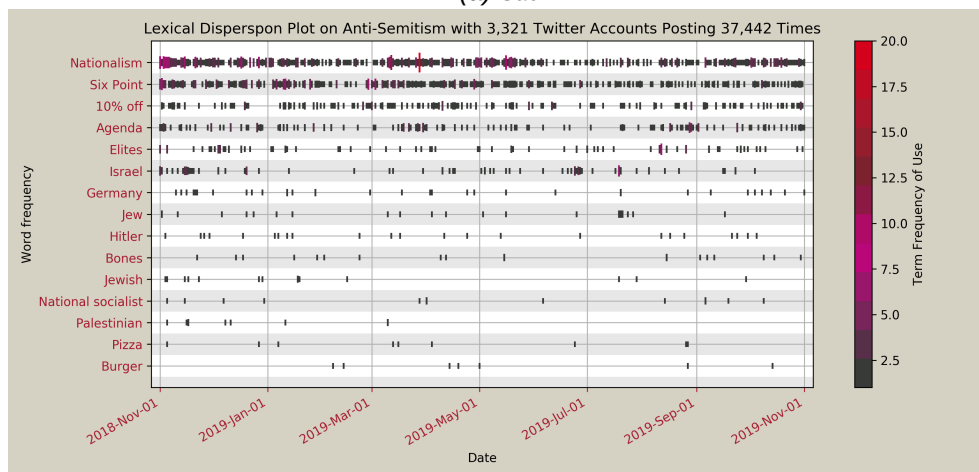 Lexical Disperspon Plot on Anti-Semitism with 3,321 Twitter Accounts Posting 37,442 Times
Word frequency
Nationalism
Six Point
10% off
Agenda
Elites
Israel
Germany
Jew
Hitler
Bones
Jewish
National socialist
Palestinian
Pizza
Burger
2018-Nov-01
2019-Jan-01
2019-Mar-01
2019-May-01
2019-Jul-01
2019-Sep-01
2019-Nov-01
Date
20.0
17.5
15.0
12.5
10.0
7.5
5.0
2.5
Term Frequency of Use